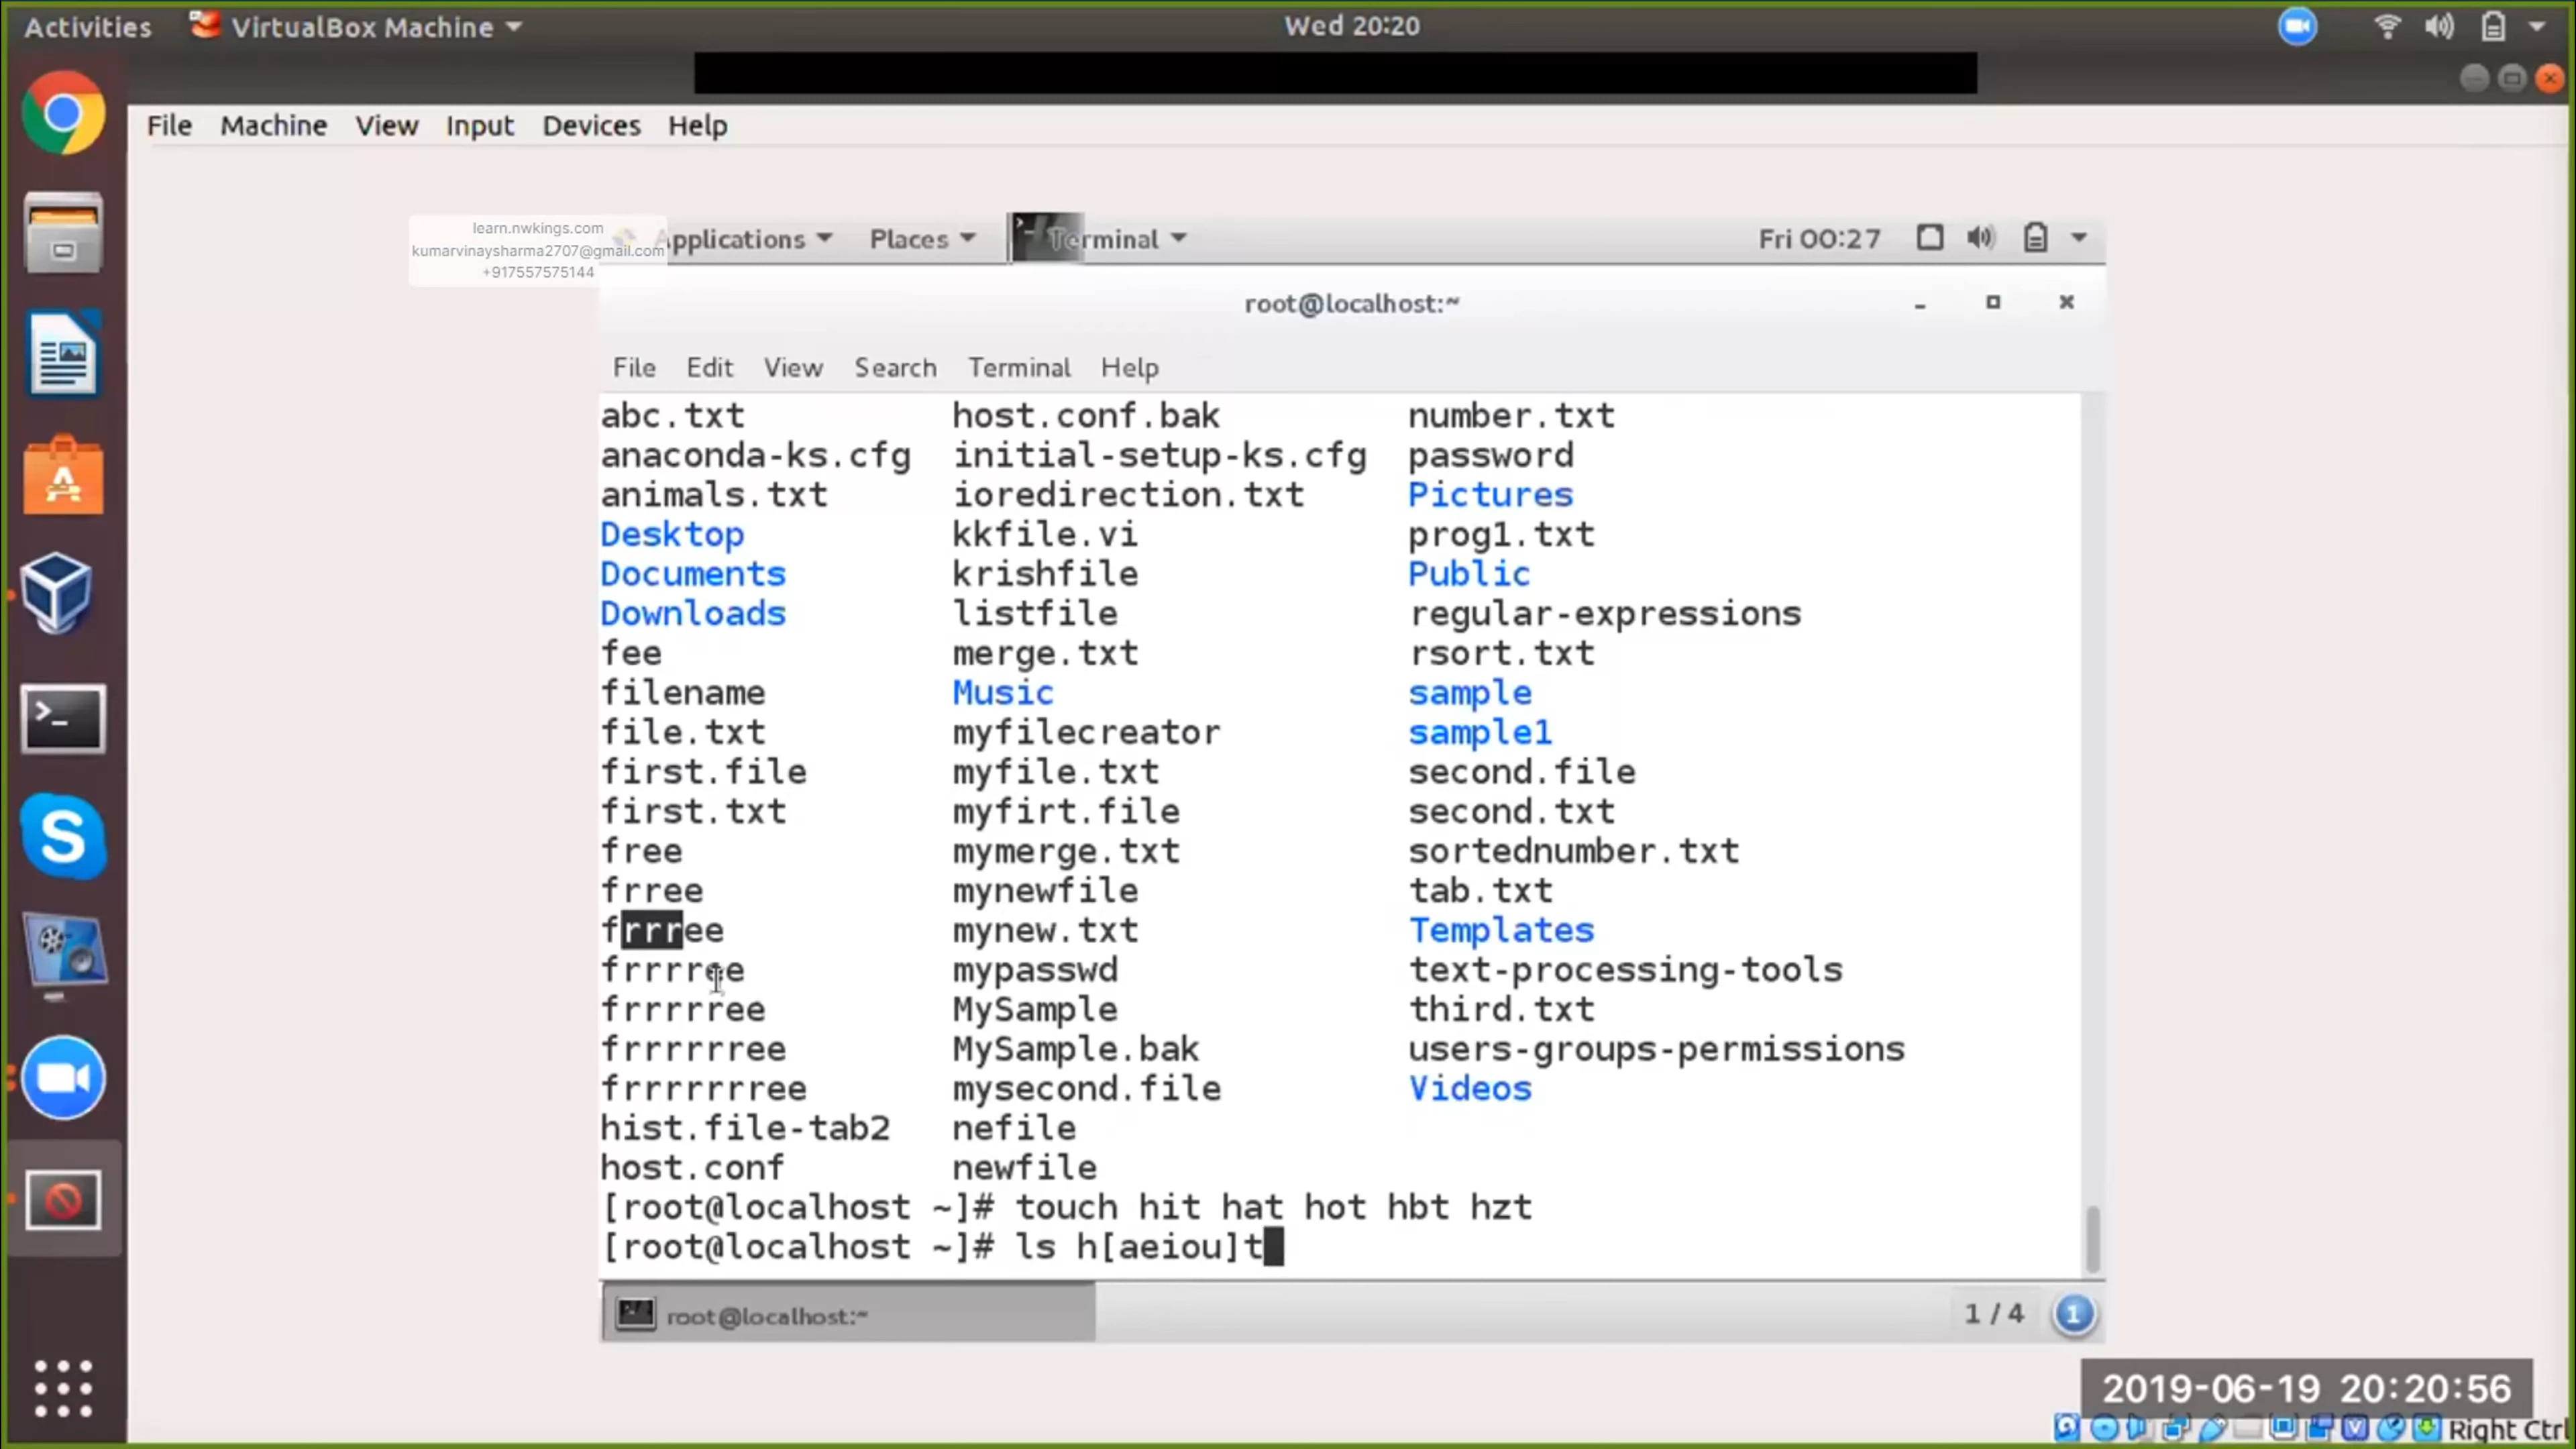 Activities VirtualBox Machine Wed 20:20
File Machine View Input Devices Help
learn.nwkings.com
kumarvinaysharma2707@gmail.com
+917557575144
Applications Places Terminal Fri 00:27
root@localhost:~
File Edit View Search Terminal Help
abc.txt host.conf.bak number.txt
anaconda-ks.cfg initial-setup-ks.cfg password
animals.txt ioredirection.txt Pictures
Desktop kkfile.vi prog1.txt
Documents krishfile Public
Downloads listfile regular-expressions
fee merge.txt rsort.txt
filename Music sample
file.txt myfilecreator sample1
first.file myfile.txt second.file
first.txt myfirt.file second.txt
free mymerge.txt sortednumber.txt
frree mynewfile tab.txt
frrree mynew.txt Templates
frrrree mypasswd text-processing-tools
frrrrree MySample third.txt
frrrrrree MySample.bak users-groups-permissions
frrrrrrree mysecond.file Videos
hist.file-tab2 nefile
host.conf newfile
[root@localhost ~]# touch hit hat hot hbt hzt
[root@localhost ~]# ls h[aeiou]t
root@localhost:~ 1 / 4 1
2019-06-19 20:20:56
Right Ctrl